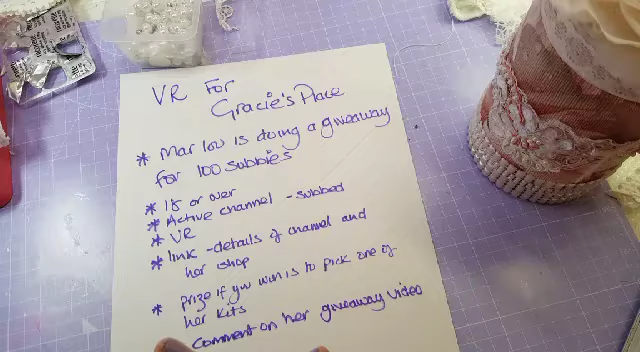 VR For
Gracie's Place
* Marlow is doing a giveaway
for 100 subbies
* 18 or over
* Active channel - subbed
* VR
* link - details of channel and
her shop
* prize if you win is to pick one of
her kits
comment on her giveaway video